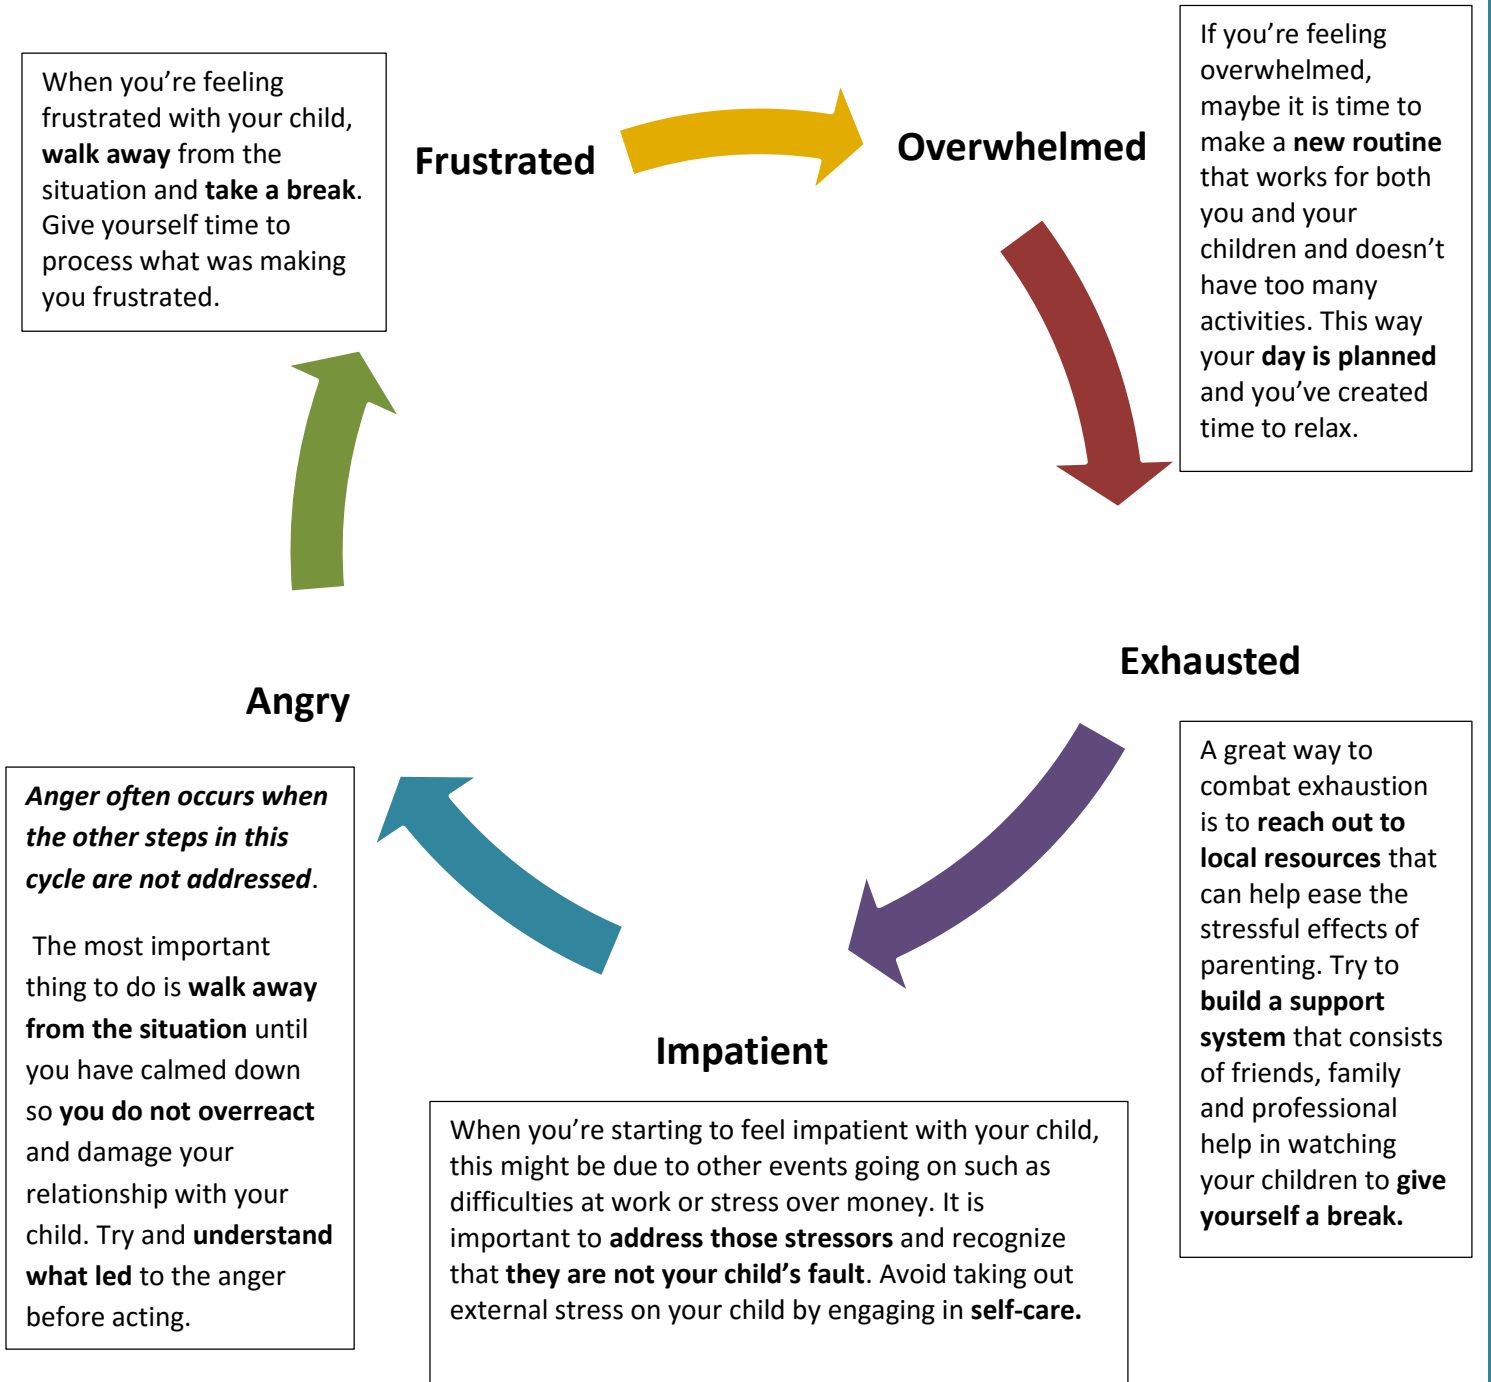 Frustrated
When you’re feeling
frustrated with your child,
walk away from the
situation and take a break.
Give yourself time to
process what was making
you frustrated.
Overwhelmed
If you’re feeling
overwhelmed,
maybe it is time to
make a new routine
that works for both
you and your
children and doesn’t
have too many
activities. This way
your day is planned
and you’ve created
time to relax.
Exhausted
A great way to
combat exhaustion
is to reach out to
local resources that
can help ease the
stressful effects of
parenting. Try to
build a support
system that consists
of friends, family
and professional
help in watching
your children to give
yourself a break.
Impatient
When you’re starting to feel impatient with your child,
this might be due to other events going on such as
difficulties at work or stress over money. It is
important to address those stressors and recognize
that they are not your child’s fault. Avoid taking out
external stress on your child by engaging in self-care.
Angry
Anger often occurs when
the other steps in this
cycle are not addressed.
The most important
thing to do is walk away
from the situation until
you have calmed down
so you do not overreact
and damage your
relationship with your
child. Try and understand
what led to the anger
before acting.